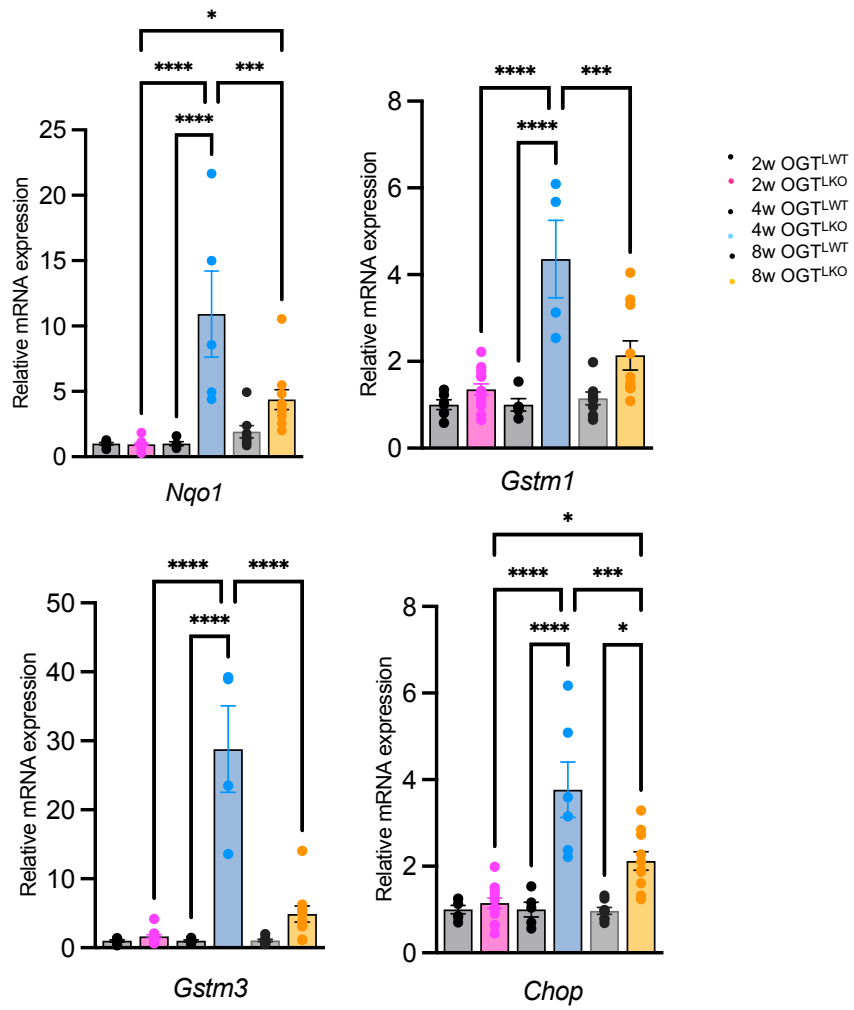 *
**** ***
****
25
20
15
10
5
0
Relative mRNA expression
Nqo1
**** ***
****
8
6
4
2
0
Relative mRNA expression
Gstm1
2w OGTᴸᵂᵀ
2w OGTᴸᴷᴼ
4w OGTᴸᵂᵀ
4w OGTᴸᴷᴼ
8w OGTᴸᵂᵀ
8w OGTᴸᴷᴼ
**** ****
****
50
40
30
20
10
0
Relative mRNA expression
Gstm3
*
**** ***
**** *
8
6
4
2
0
Relative mRNA expression
Chop